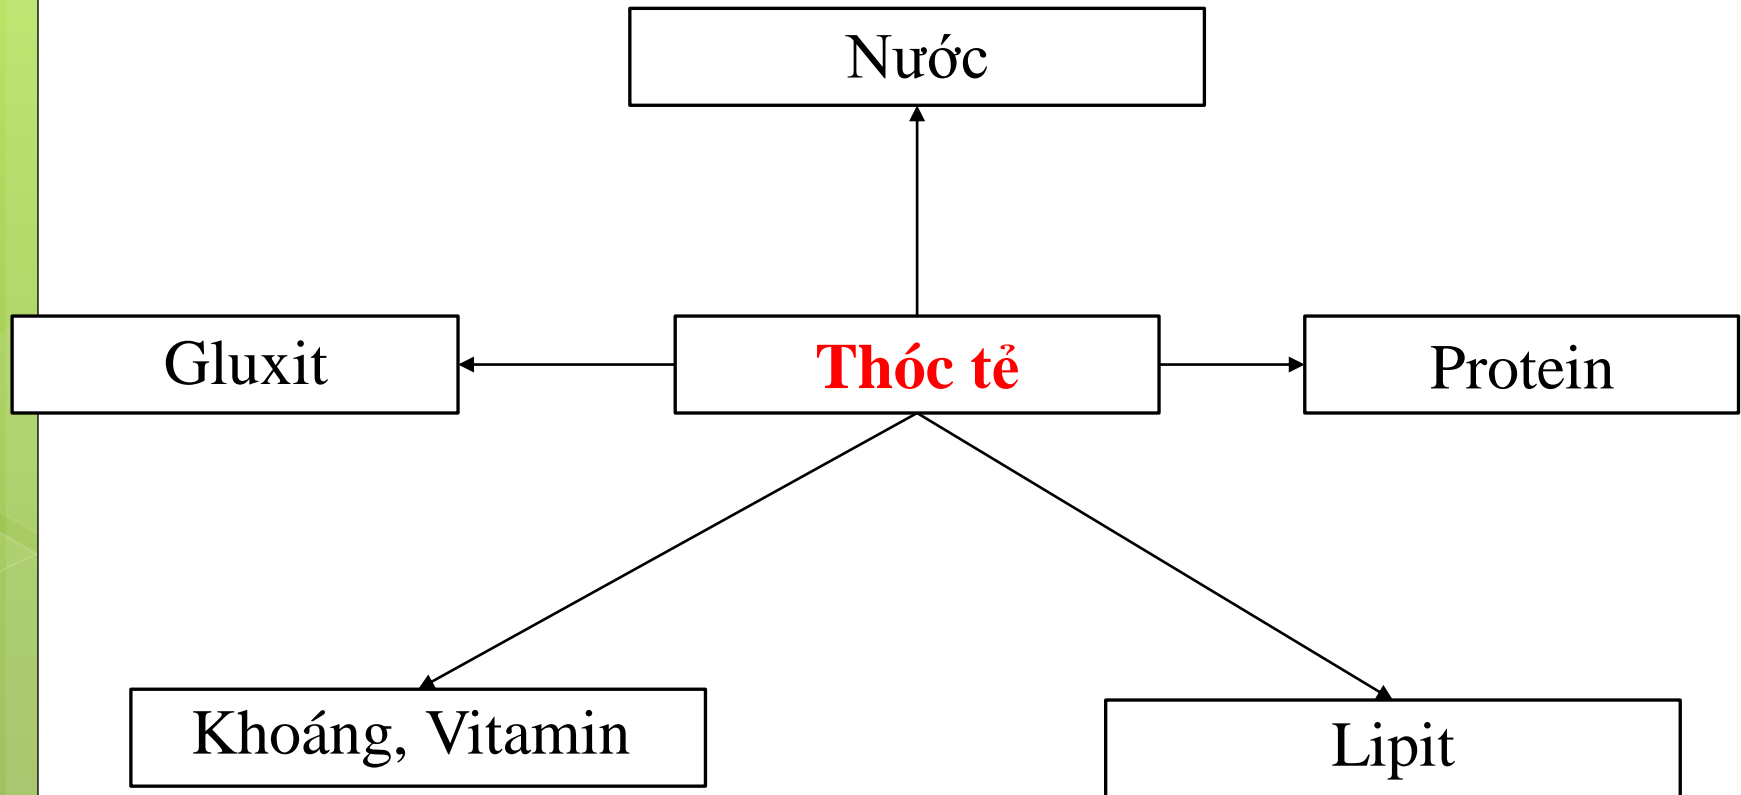 Nước
Gluxit
Thóc tẻ
Protein
Khoáng, Vitamin
Lipit